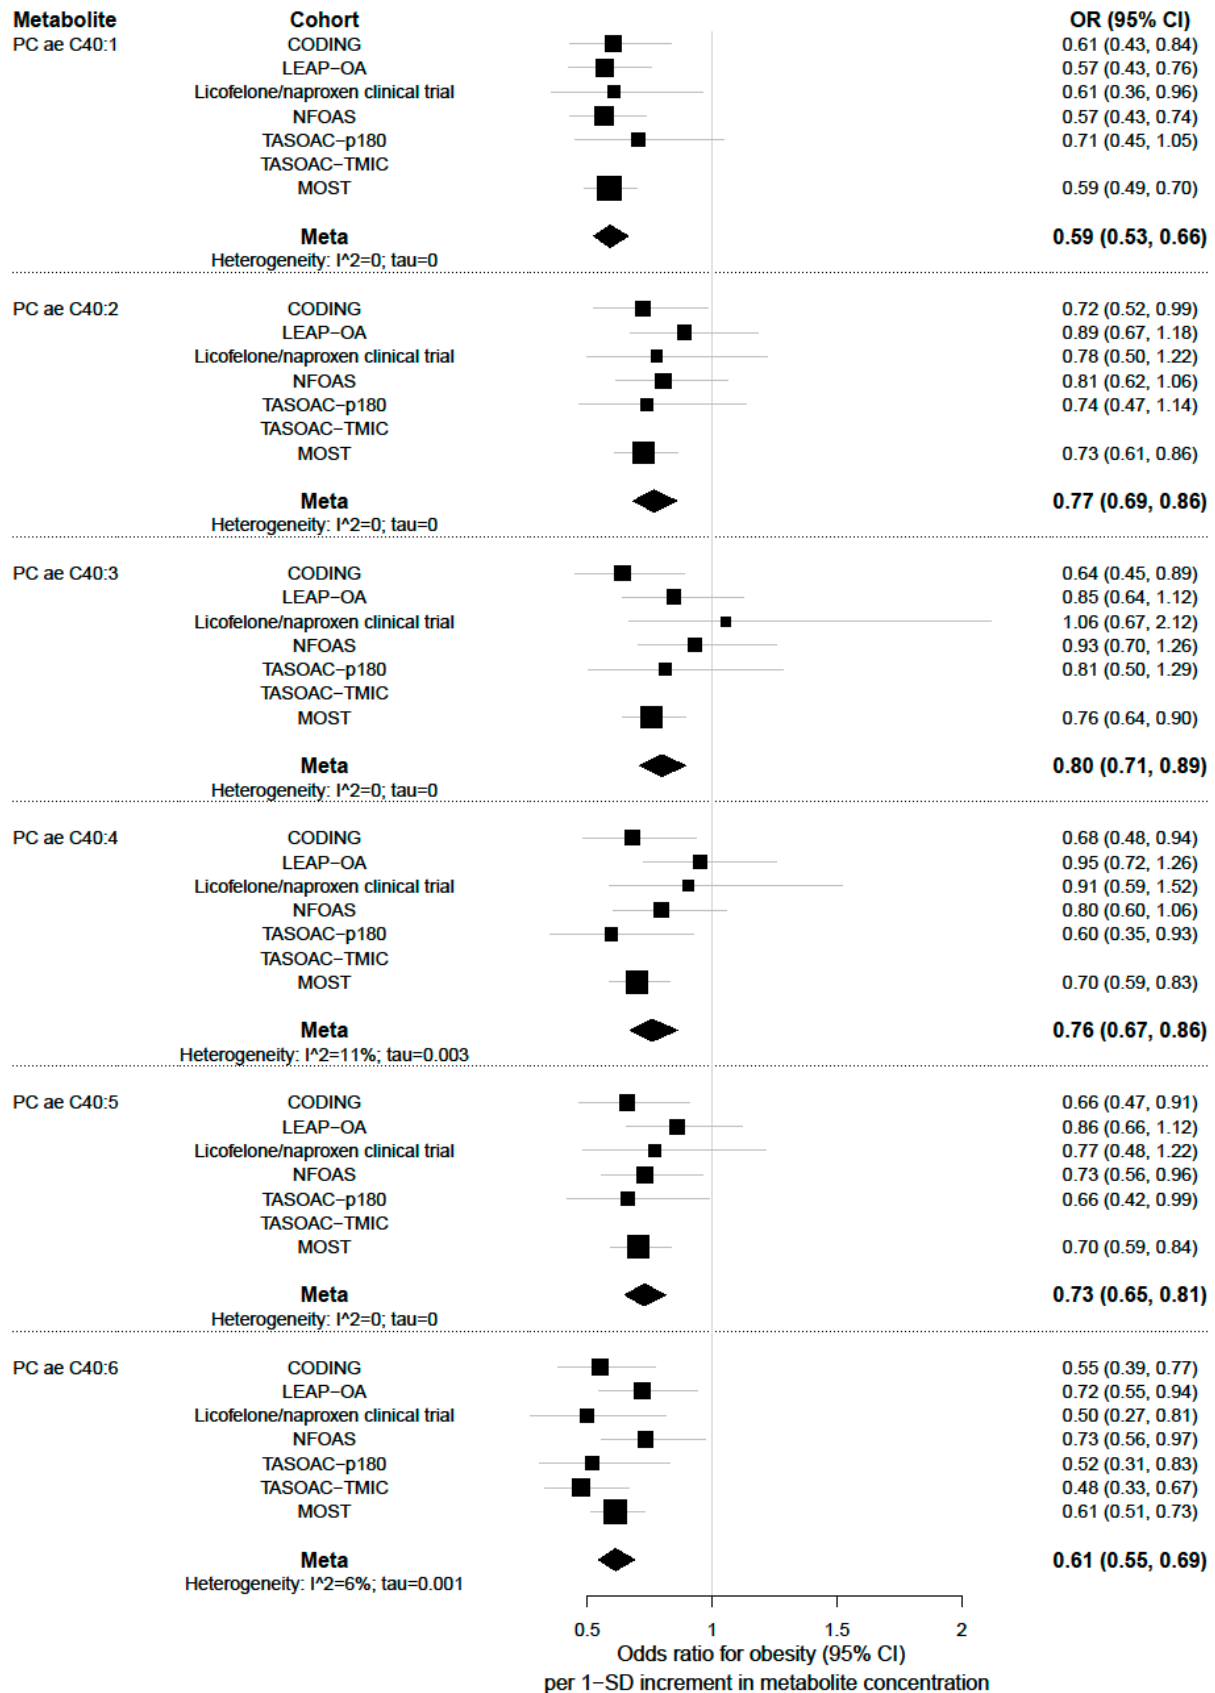 Metabolite Cohort OR (95% CI)
PC ae C40:1 CODING 0.61 (0.43, 0.84)
LEAP−OA 0.57 (0.43, 0.76)
Licofelone/naproxen clinical trial 0.61 (0.36, 0.96)
NFOAS 0.57 (0.43, 0.74)
TASOAC−p180 0.71 (0.45, 1.05)
TASOAC−TMIC
MOST 0.59 (0.49, 0.70)
Meta 0.59 (0.53, 0.66)
Heterogeneity: I^2=0; tau=0
PC ae C40:2 CODING 0.72 (0.52, 0.99)
LEAP−OA 0.89 (0.67, 1.18)
Licofelone/naproxen clinical trial 0.78 (0.50, 1.22)
NFOAS 0.81 (0.62, 1.06)
TASOAC−p180 0.74 (0.47, 1.14)
TASOAC−TMIC
MOST 0.73 (0.61, 0.86)
Meta 0.77 (0.69, 0.86)
Heterogeneity: I^2=0; tau=0
PC ae C40:3 CODING 0.64 (0.45, 0.89)
LEAP−OA 0.85 (0.64, 1.12)
Licofelone/naproxen clinical trial 1.06 (0.67, 2.12)
NFOAS 0.93 (0.70, 1.26)
TASOAC−p180 0.81 (0.50, 1.29)
TASOAC−TMIC
MOST 0.76 (0.64, 0.90)
Meta 0.80 (0.71, 0.89)
Heterogeneity: I^2=0; tau=0
PC ae C40:4 CODING 0.68 (0.48, 0.94)
LEAP−OA 0.95 (0.72, 1.26)
Licofelone/naproxen clinical trial 0.91 (0.59, 1.52)
NFOAS 0.80 (0.60, 1.06)
TASOAC−p180 0.60 (0.35, 0.93)
TASOAC−TMIC
MOST 0.70 (0.59, 0.83)
Meta 0.76 (0.67, 0.86)
Heterogeneity: I^2=11%; tau=0.003
PC ae C40:5 CODING 0.66 (0.47, 0.91)
LEAP−OA 0.86 (0.66, 1.12)
Licofelone/naproxen clinical trial 0.77 (0.48, 1.22)
NFOAS 0.73 (0.56, 0.96)
TASOAC−p180 0.66 (0.42, 0.99)
TASOAC−TMIC
MOST 0.70 (0.59, 0.84)
Meta 0.73 (0.65, 0.81)
Heterogeneity: I^2=0; tau=0
PC ae C40:6 CODING 0.55 (0.39, 0.77)
LEAP−OA 0.72 (0.55, 0.94)
Licofelone/naproxen clinical trial 0.50 (0.27, 0.81)
NFOAS 0.73 (0.56, 0.97)
TASOAC−p180 0.52 (0.31, 0.83)
TASOAC−TMIC 0.48 (0.33, 0.67)
MOST 0.61 (0.51, 0.73)
Meta 0.61 (0.55, 0.69)
Heterogeneity: I^2=6%; tau=0.001
0.5 1 1.5 2
Odds ratio for obesity (95% CI)
per 1−SD increment in metabolite concentration